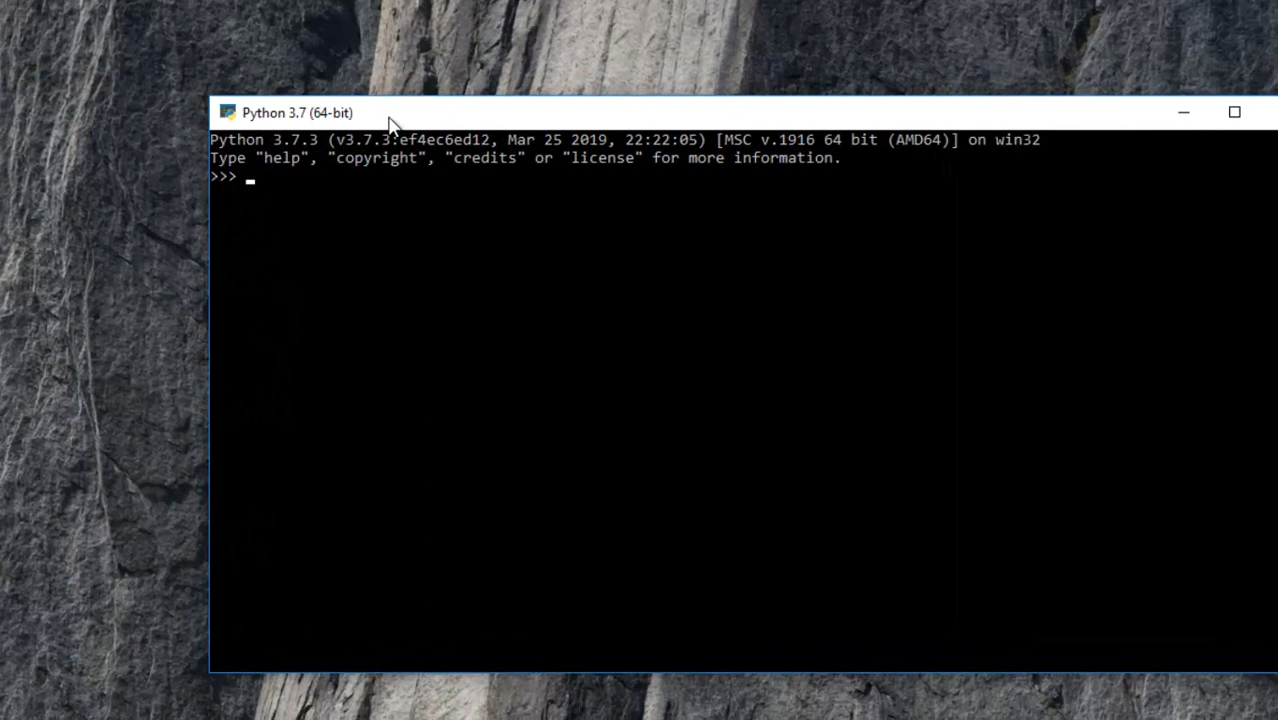 Python 3.7 (64-bit)
Python 3.7.3 (v3.7.3:ef4ec6ed12, Mar 25 2019, 22:22:05) [MSC v.1916 64 bit (AMD64)] on win32
Type "help", "copyright", "credits" or "license" for more information.
>>>